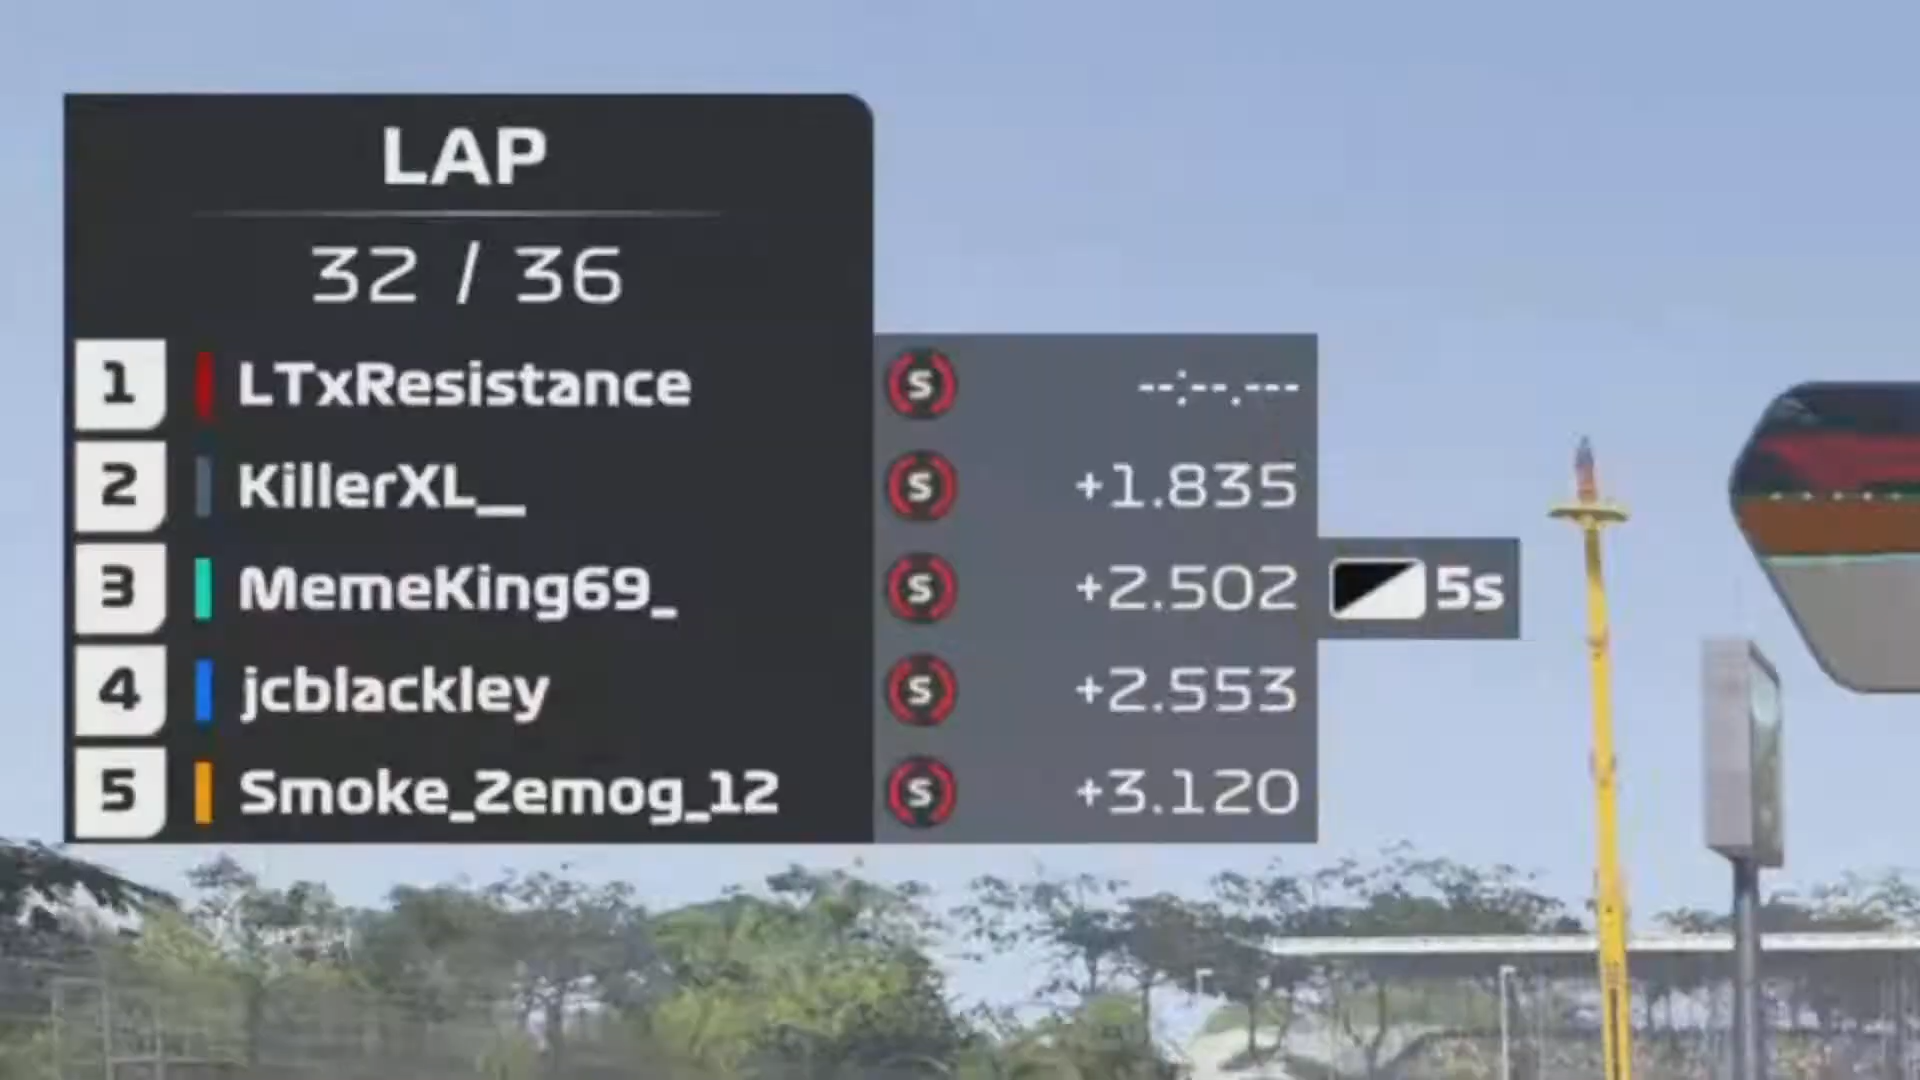 LAP
32 / 36
1 LTxResistance S --:--.---
2 KillerXL__ S +1.835
3 MemeKing69_ S +2.502 5s
4 jcblackley S +2.553
5 Smoke_Zemog_12 S +3.120